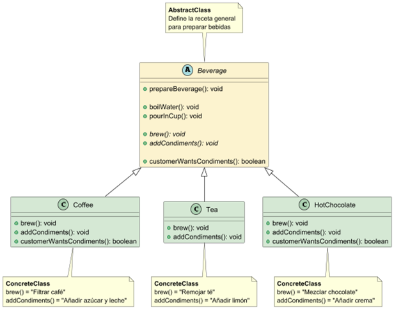 AbstractClass
Define la receta general
para preparar bebidas
A Beverage
prepareBeverage(): void
boilWater(): void
pourInCup(): void
brew(): void
addCondiments(): void
customerWantsCondiments(): boolean
C Coffee
brew(): void
addCondiments(): void
customerWantsCondiments(): boolean
C Tea
brew(): void
addCondiments(): void
C HotChocolate
brew(): void
addCondiments(): void
customerWantsCondiments(): boolean
ConcreteClass
brew() = "Filtrar café"
addCondiments() = "Añadir azúcar y leche"
ConcreteClass
brew() = "Remojar té"
addCondiments() = "Añadir limón"
ConcreteClass
brew() = "Mezclar chocolate"
addCondiments() = "Añadir crema"